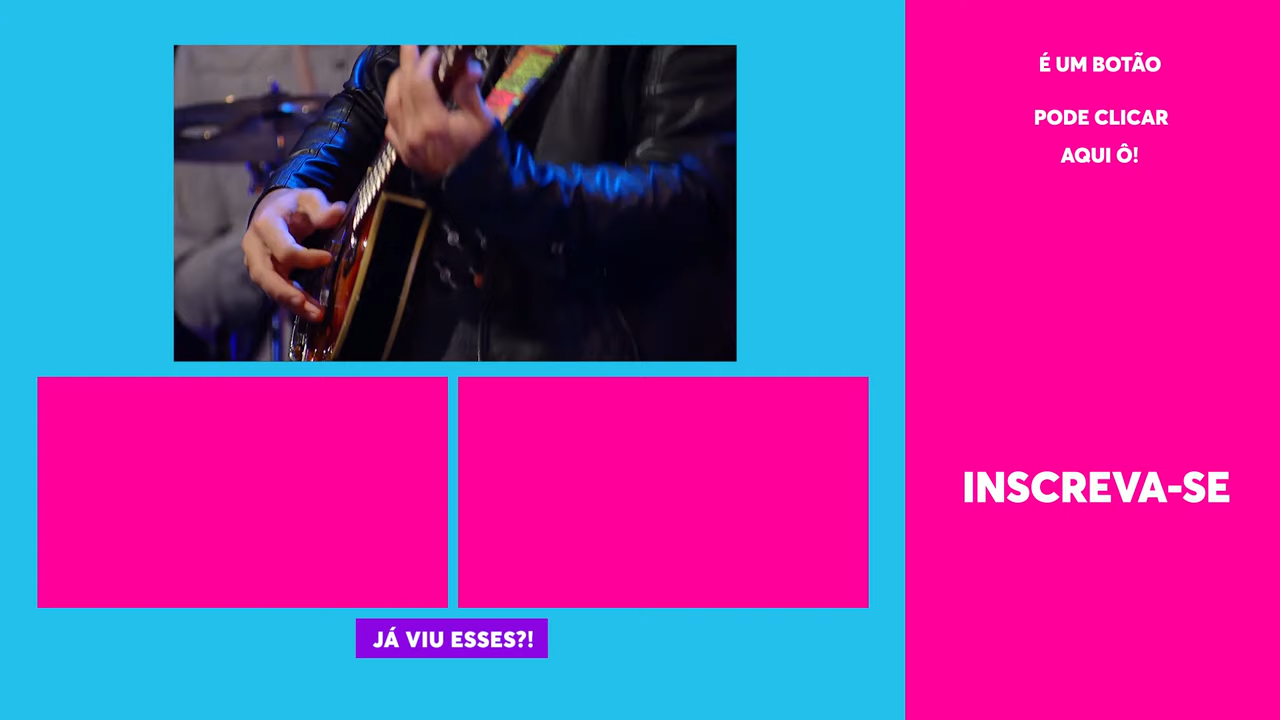 É UM BOTÃO
PODE CLICAR
AQUI Ô!
INSCREVA-SE
JÁ VIU ESSES?!